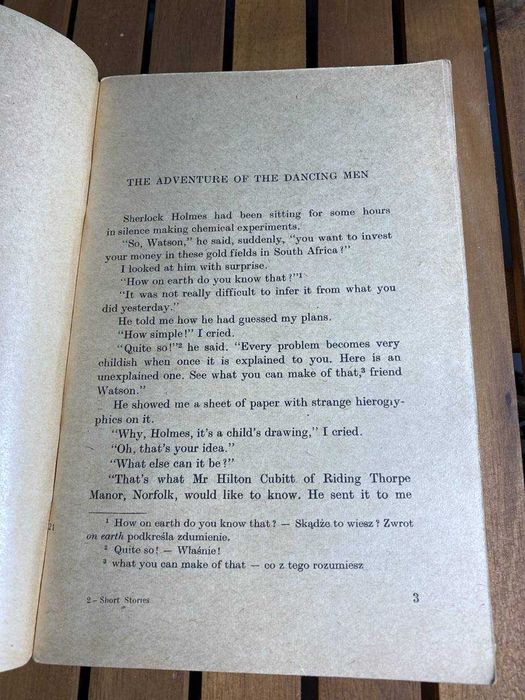 THE ADVENTURE OF THE DANCING MEN
Sherlock Holmes had been sitting for some hours
in silence making chemical experiments.
"So, Watson," he said, suddenly, "you want to invest
your money in these gold fields in South Africa?"
I looked at him with surprise.
"How on earth do you know that?"¹
"It was not really difficult to infer it from what you
did yesterday."
He told me how he had guessed my plans.
"How simple!" I cried.
"Quite so!"² he said. "Every problem becomes very
childish when once it is explained to you. Here is an
unexplained one. See what you can make of that,³ friend
Watson."
He showed me a sheet of paper with strange hierogly-
phics on it.
"Why, Holmes, it's a child's drawing," I cried.
"Oh, that's your idea."
"What else can it be?"
"That's what Mr Hilton Cubitt of Riding Thorpe
Manor, Norfolk, would like to know. He sent it to me
¹ How on earth do you know that? — Skądże to wiesz? Zwrot
on earth podkreśla zdumienie.
² Quite so! — Właśnie!
³ what you can make of that — co z tego rozumiesz
2 – Short Stories
3